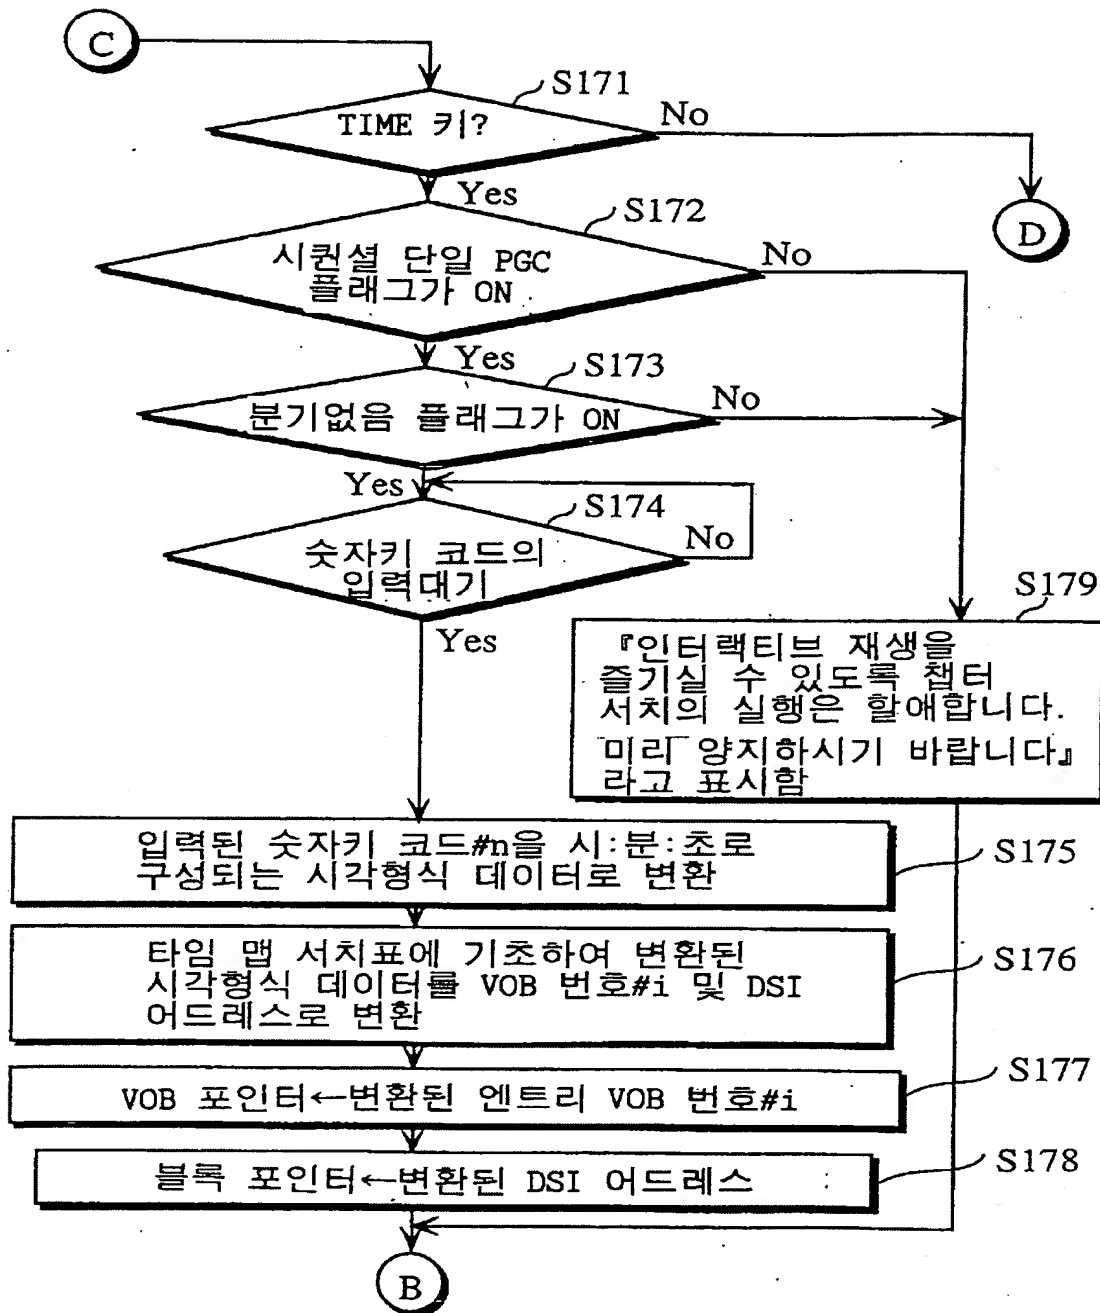 C
S171
TIME 키?
No
Yes
S172
D
시퀀셜 단일 PGC
플래그가 ON
No
Yes
S173
분기없음 플래그가 ON
No
Yes
S174
숫자키 코드의
입력대기
No
Yes
S179
『인터랙티브 재생을
즐기실 수 있도록 챕터
서치의 실행은 할애합니다.
미리 양지하시기 바랍니다』
라고 표시함
입력된 숫자키 코드#n을 시:분:초로
구성되는 시각형식 데이터로 변환
S175
타임 맵 서치표에 기초하여 변환된
시각형식 데이터를 VOB 번호#i 및 DSI
어드레스로 변환
S176
VOB 포인터←변환된 엔트리 VOB 번호#i
S177
블록 포인터←변환된 DSI 어드레스
S178
B